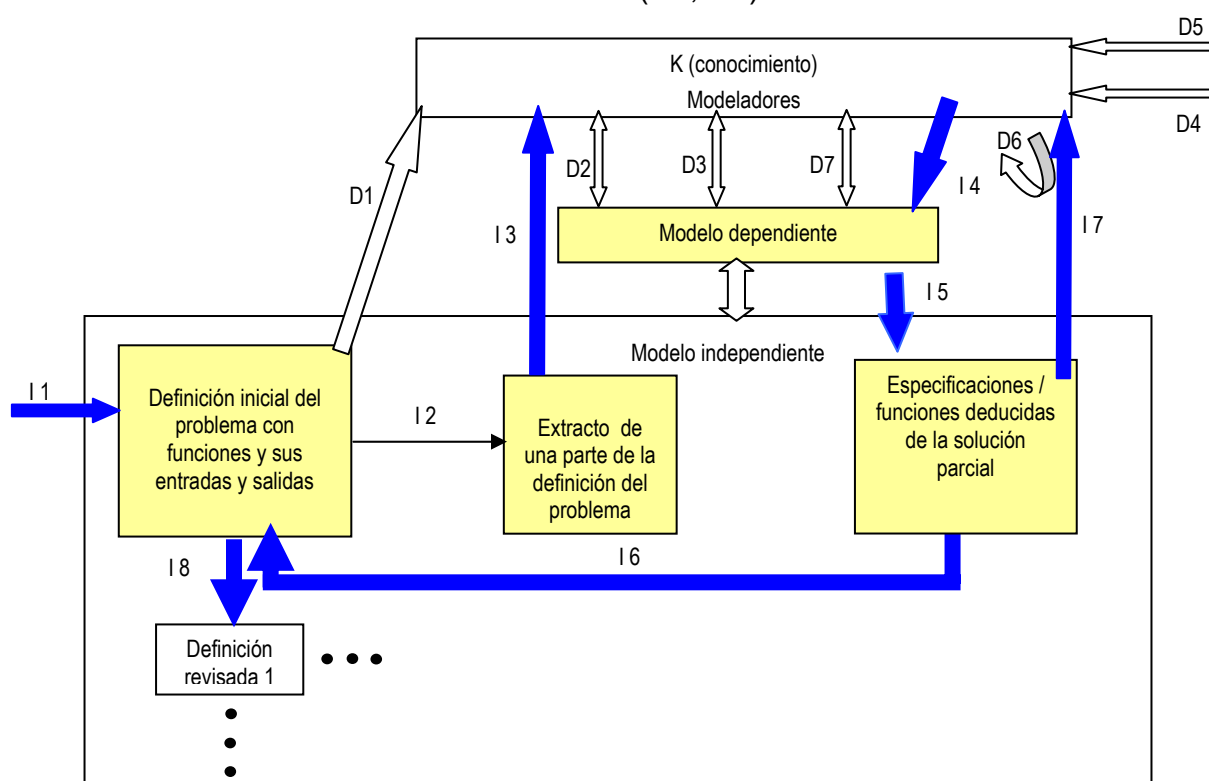 D5
K (conocimiento)
Modeladores
D4
D1
D2
D3
D7
D6
I 4
I 3
I 7
Modelo dependiente
I 5
Modelo independiente
I 1
Definición inicial del
problema con
funciones y sus
entradas y salidas
I 2
Extracto de
una parte de la
definición del
problema
Especificaciones /
funciones deducidas
de la solución
parcial
I 8
I 6
Definición
revisada 1